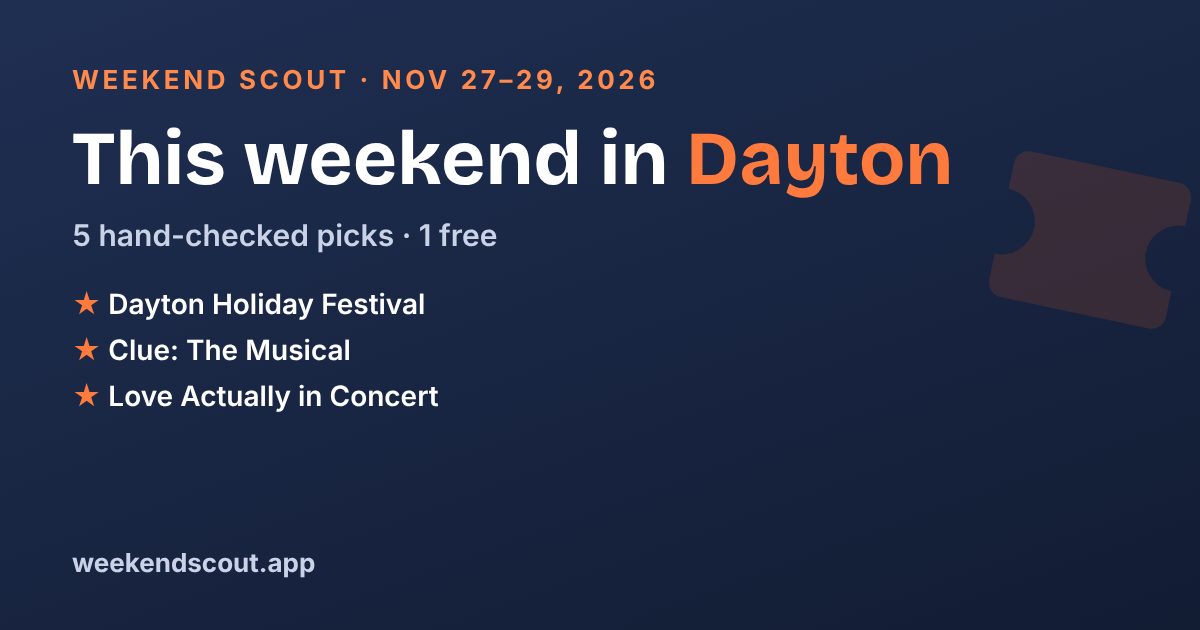 WEEKEND SCOUT · NOV 27–29, 2026
This weekend in Dayton
5 hand-checked picks · 1 free
★ Dayton Holiday Festival
★ Clue: The Musical
★ Love Actually in Concert
weekendscout.app